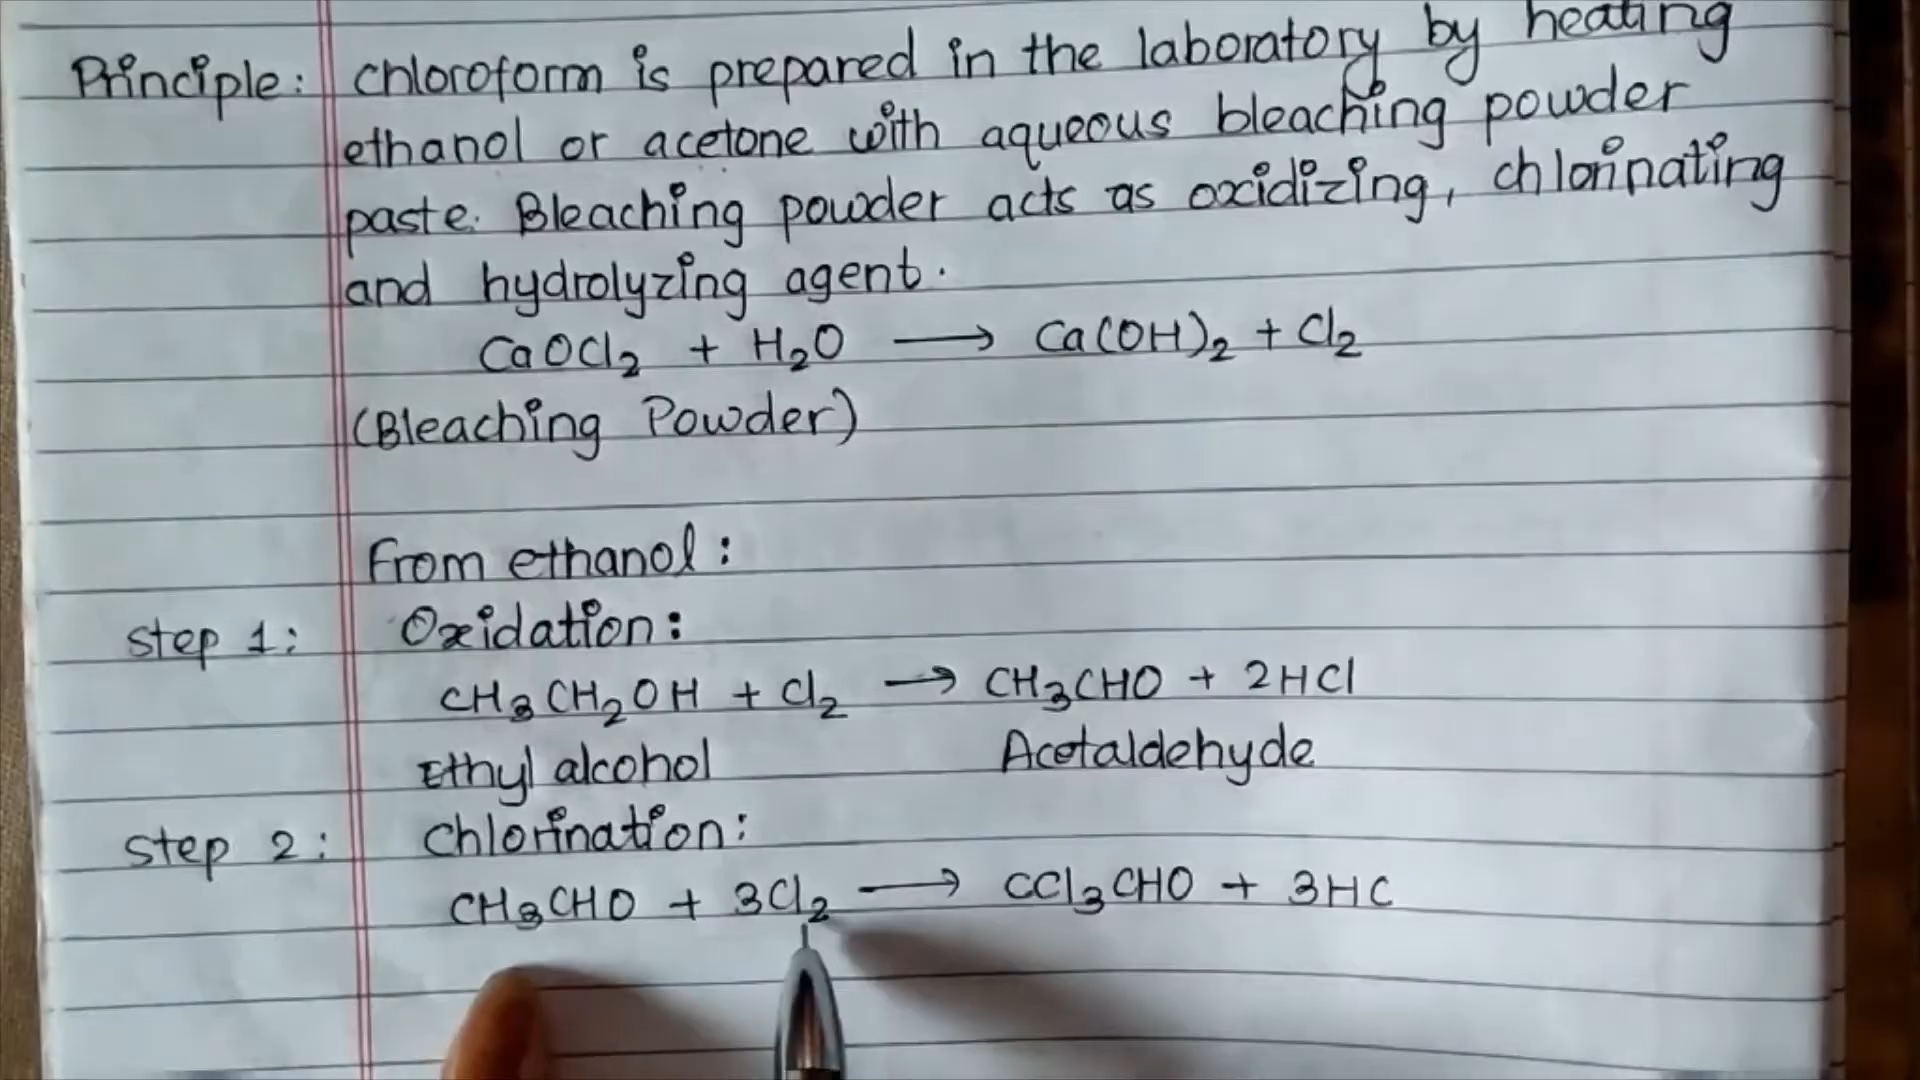 Principle: chloroform is prepared in the laboratory by heating
ethanol or acetone with aqueous bleaching powder
paste. Bleaching powder acts as oxidizing, chlorinating
and hydrolyzing agent.
CaOCl₂ + H₂O ⟶ Ca(OH)₂ + Cl₂
(Bleaching Powder)
From ethanol:
step 1: Oxidation:
CH₃CH₂OH + Cl₂ ⟶ CH₃CHO + 2HCl
Ethyl alcohol Acetaldehyde
step 2: Chlorination:
CH₃CHO + 3Cl₂ ⟶ CCl₃CHO + 3HC